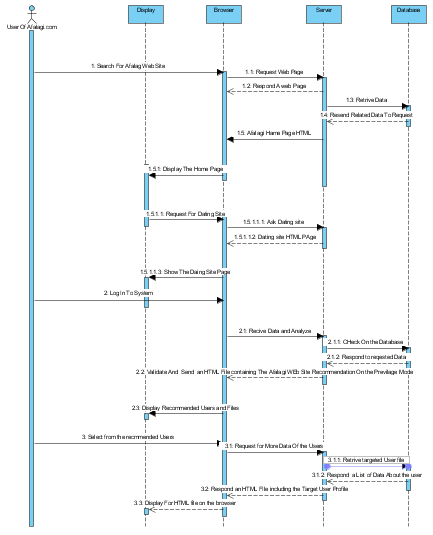 Display
Browser
Server
Database
User Of Afalagi.com
1: Search For Afalagi Web Site
1.1: Request Web Page
1.2: Respond A web Page
1.3: Retrive Data
1.4: Resend Related Data To Request
1.5: Afalagi Home Page HTML
1.5.1: Display The Home Page
1.5.1.1: Request For Dating Site
1.5.1.1.1: Ask Dating site
1.5.1.1.2: Dating site HTML PAge
1.5.1.1.3: Show The Daing Site Page
2: Log In To System
2.1: Recive Data and Analyze
2.1.1: CHeck On the Database
2.1.2: Respond to requested Data
2.2: Validate And Send an HTML File containing The Afalagi WEb Site Recommendation On the Previlage Mode
2.3: Display Recommended Users and Files
3: Select from the recommended Users
3.1: Request for More Data Of the Users
3.1.1: Retrive targeted User file
3.1.2: Respond a List of Data About the user
3.2: Respond an HTML File including the Target User Profile
3.3: Display For HTML file on the browser